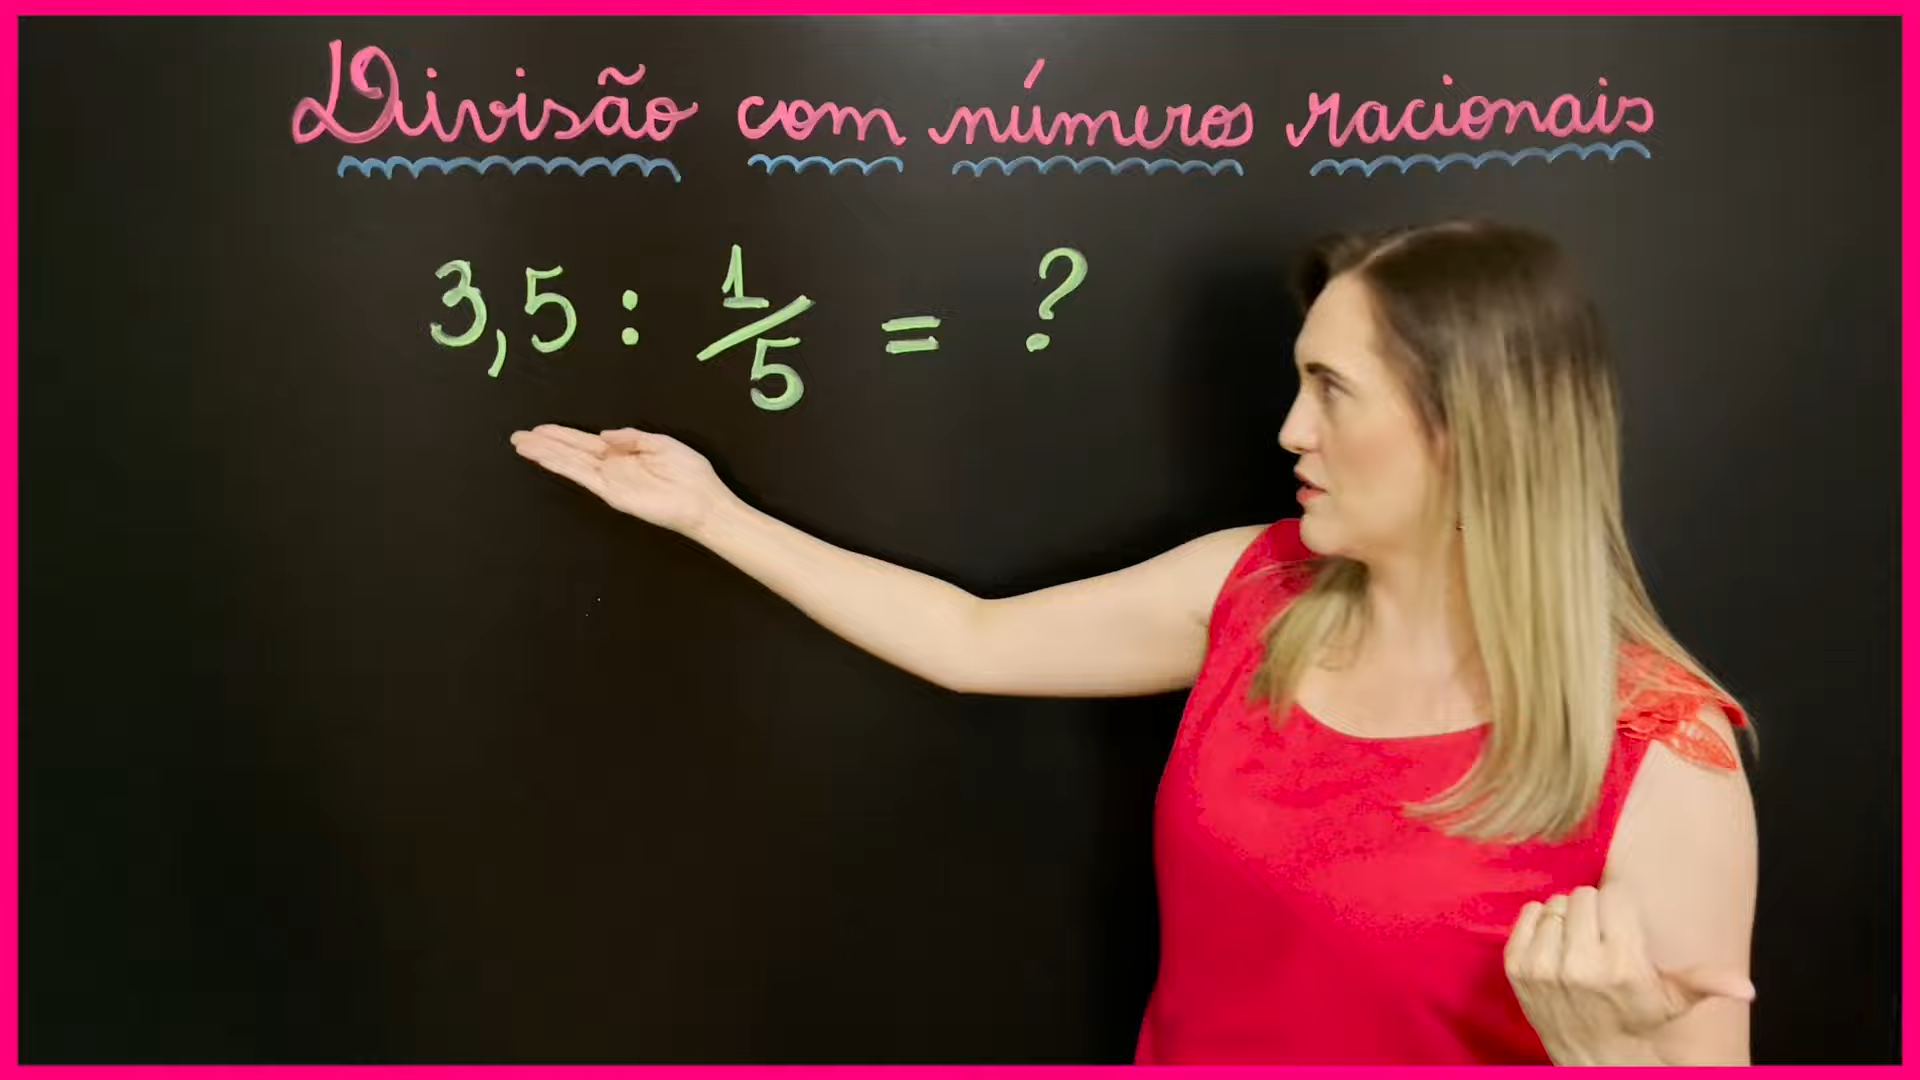 Divisão com números racionais
3,5 : 1/5 = ?